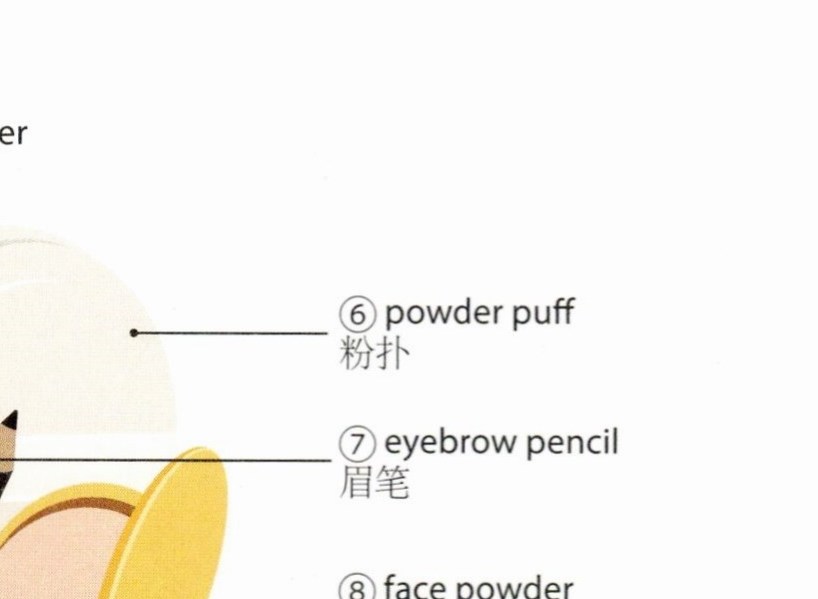 er
⑥ powder puff
粉扑
⑦ eyebrow pencil
眉笔
⑧ face powder